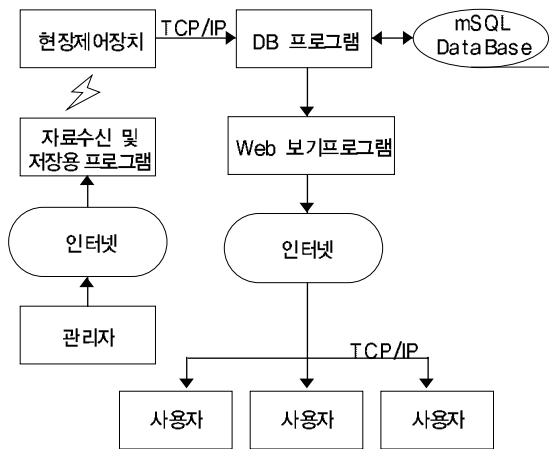 현장제어장치
TCP/IP
DB 프로그램
mSQL
DataBase
자료수신 및
저장용 프로그램
Web 보기프로그램
인터넷
인터넷
관리자
TCP/IP
사용자
사용자
사용자